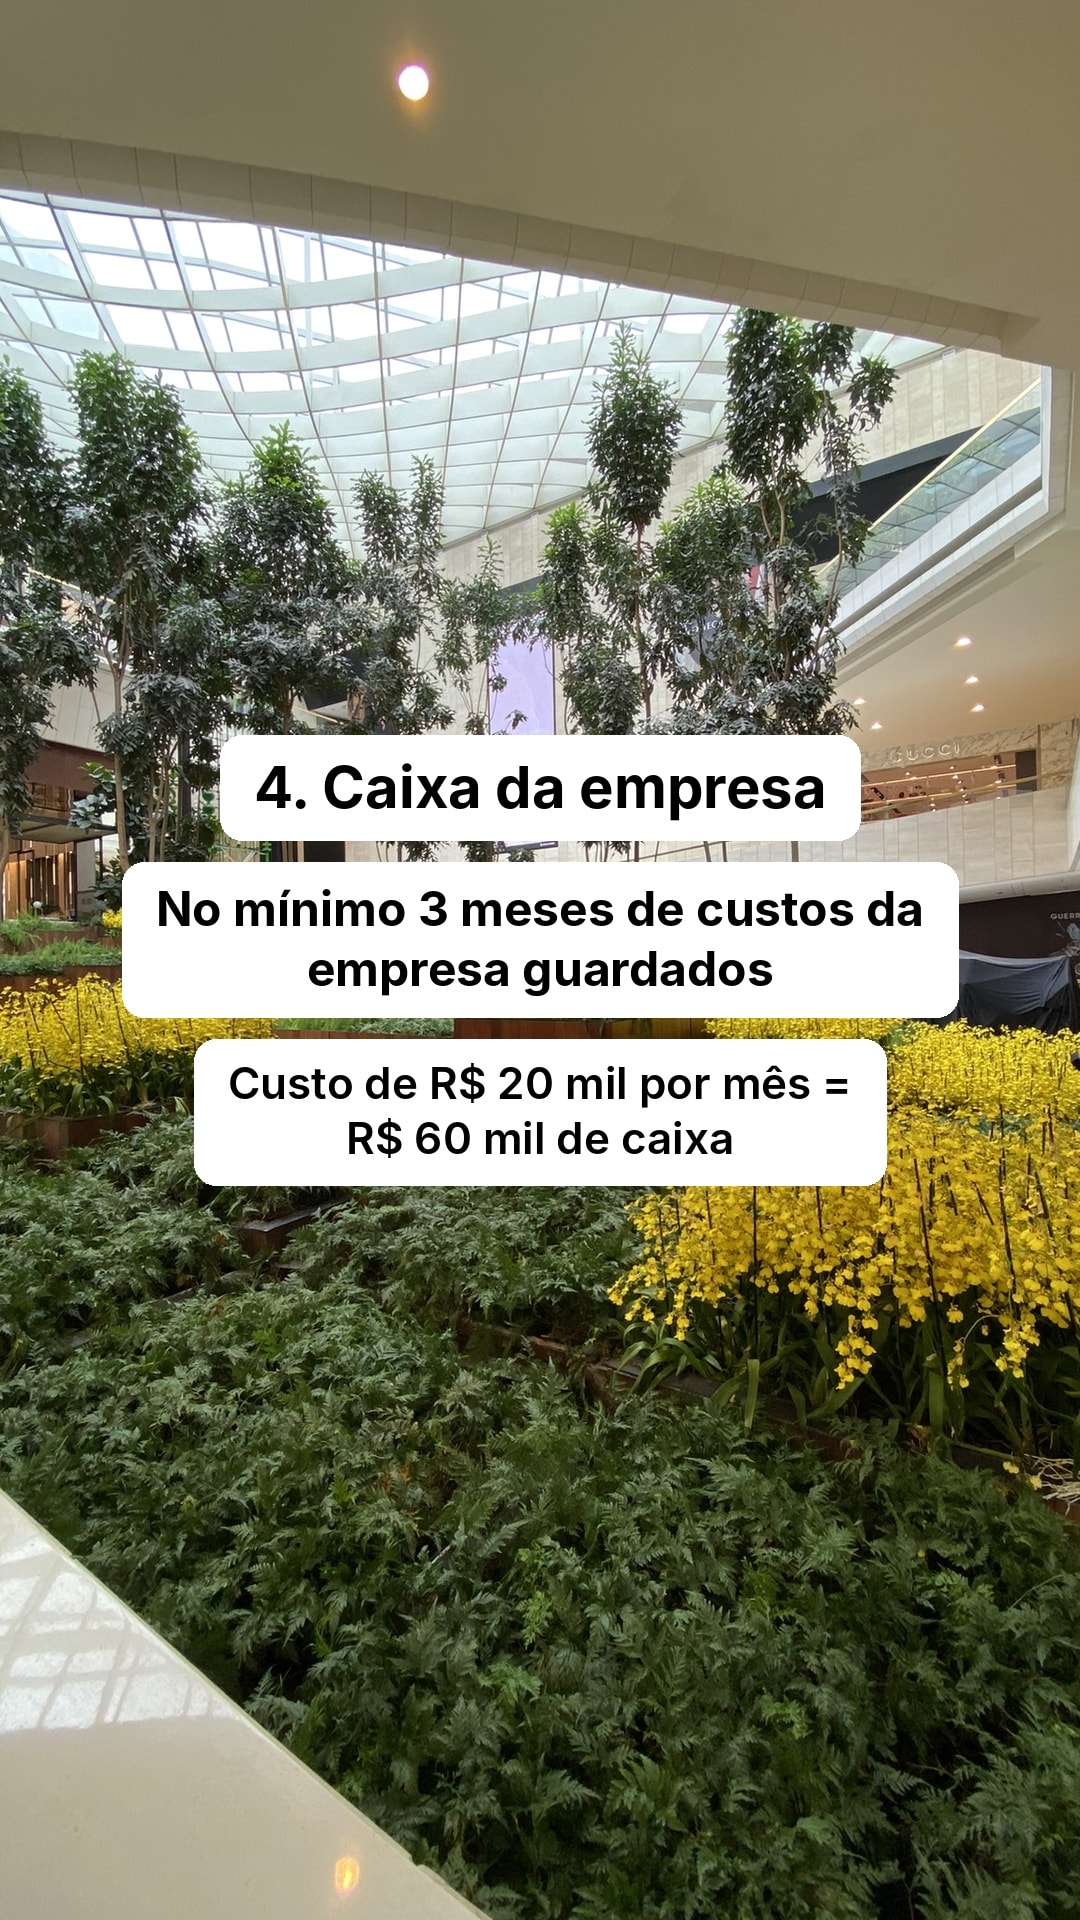 GUCCI
4. Caixa da empresa
No mínimo 3 meses de custos da
empresa guardados
GUER
Custo de R$ 20 mil por mês =
R$ 60 mil de caixa